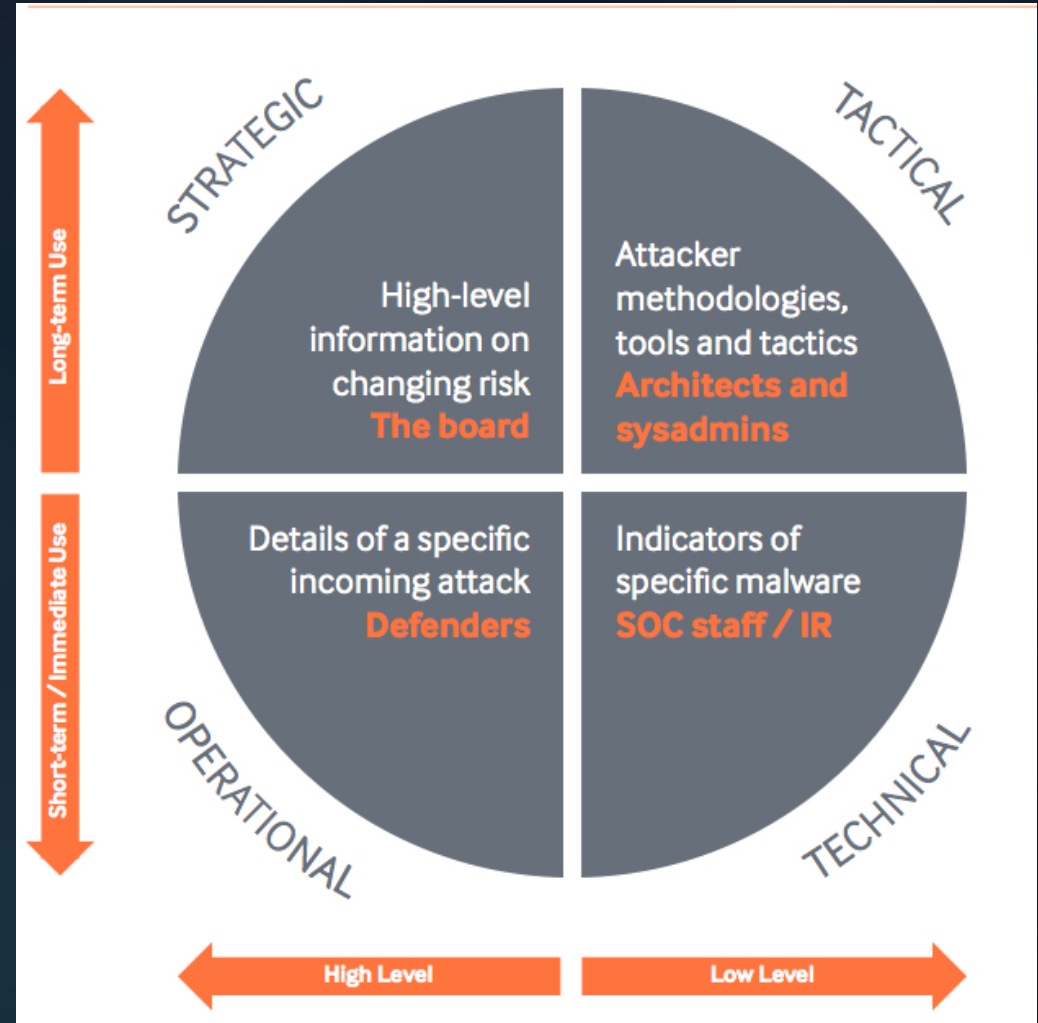 STRATEGIC
TACTICAL
Long-term Use
High-level
information on
changing risk
The board
Attacker
methodologies,
tools and tactics
Architects and
sysadmins
Short-term / Immediate Use
Details of a specific
incoming attack
Defenders
Indicators of
specific malware
SOC staff / IR
OPERATIONAL
TECHNICAL
High Level
Low Level